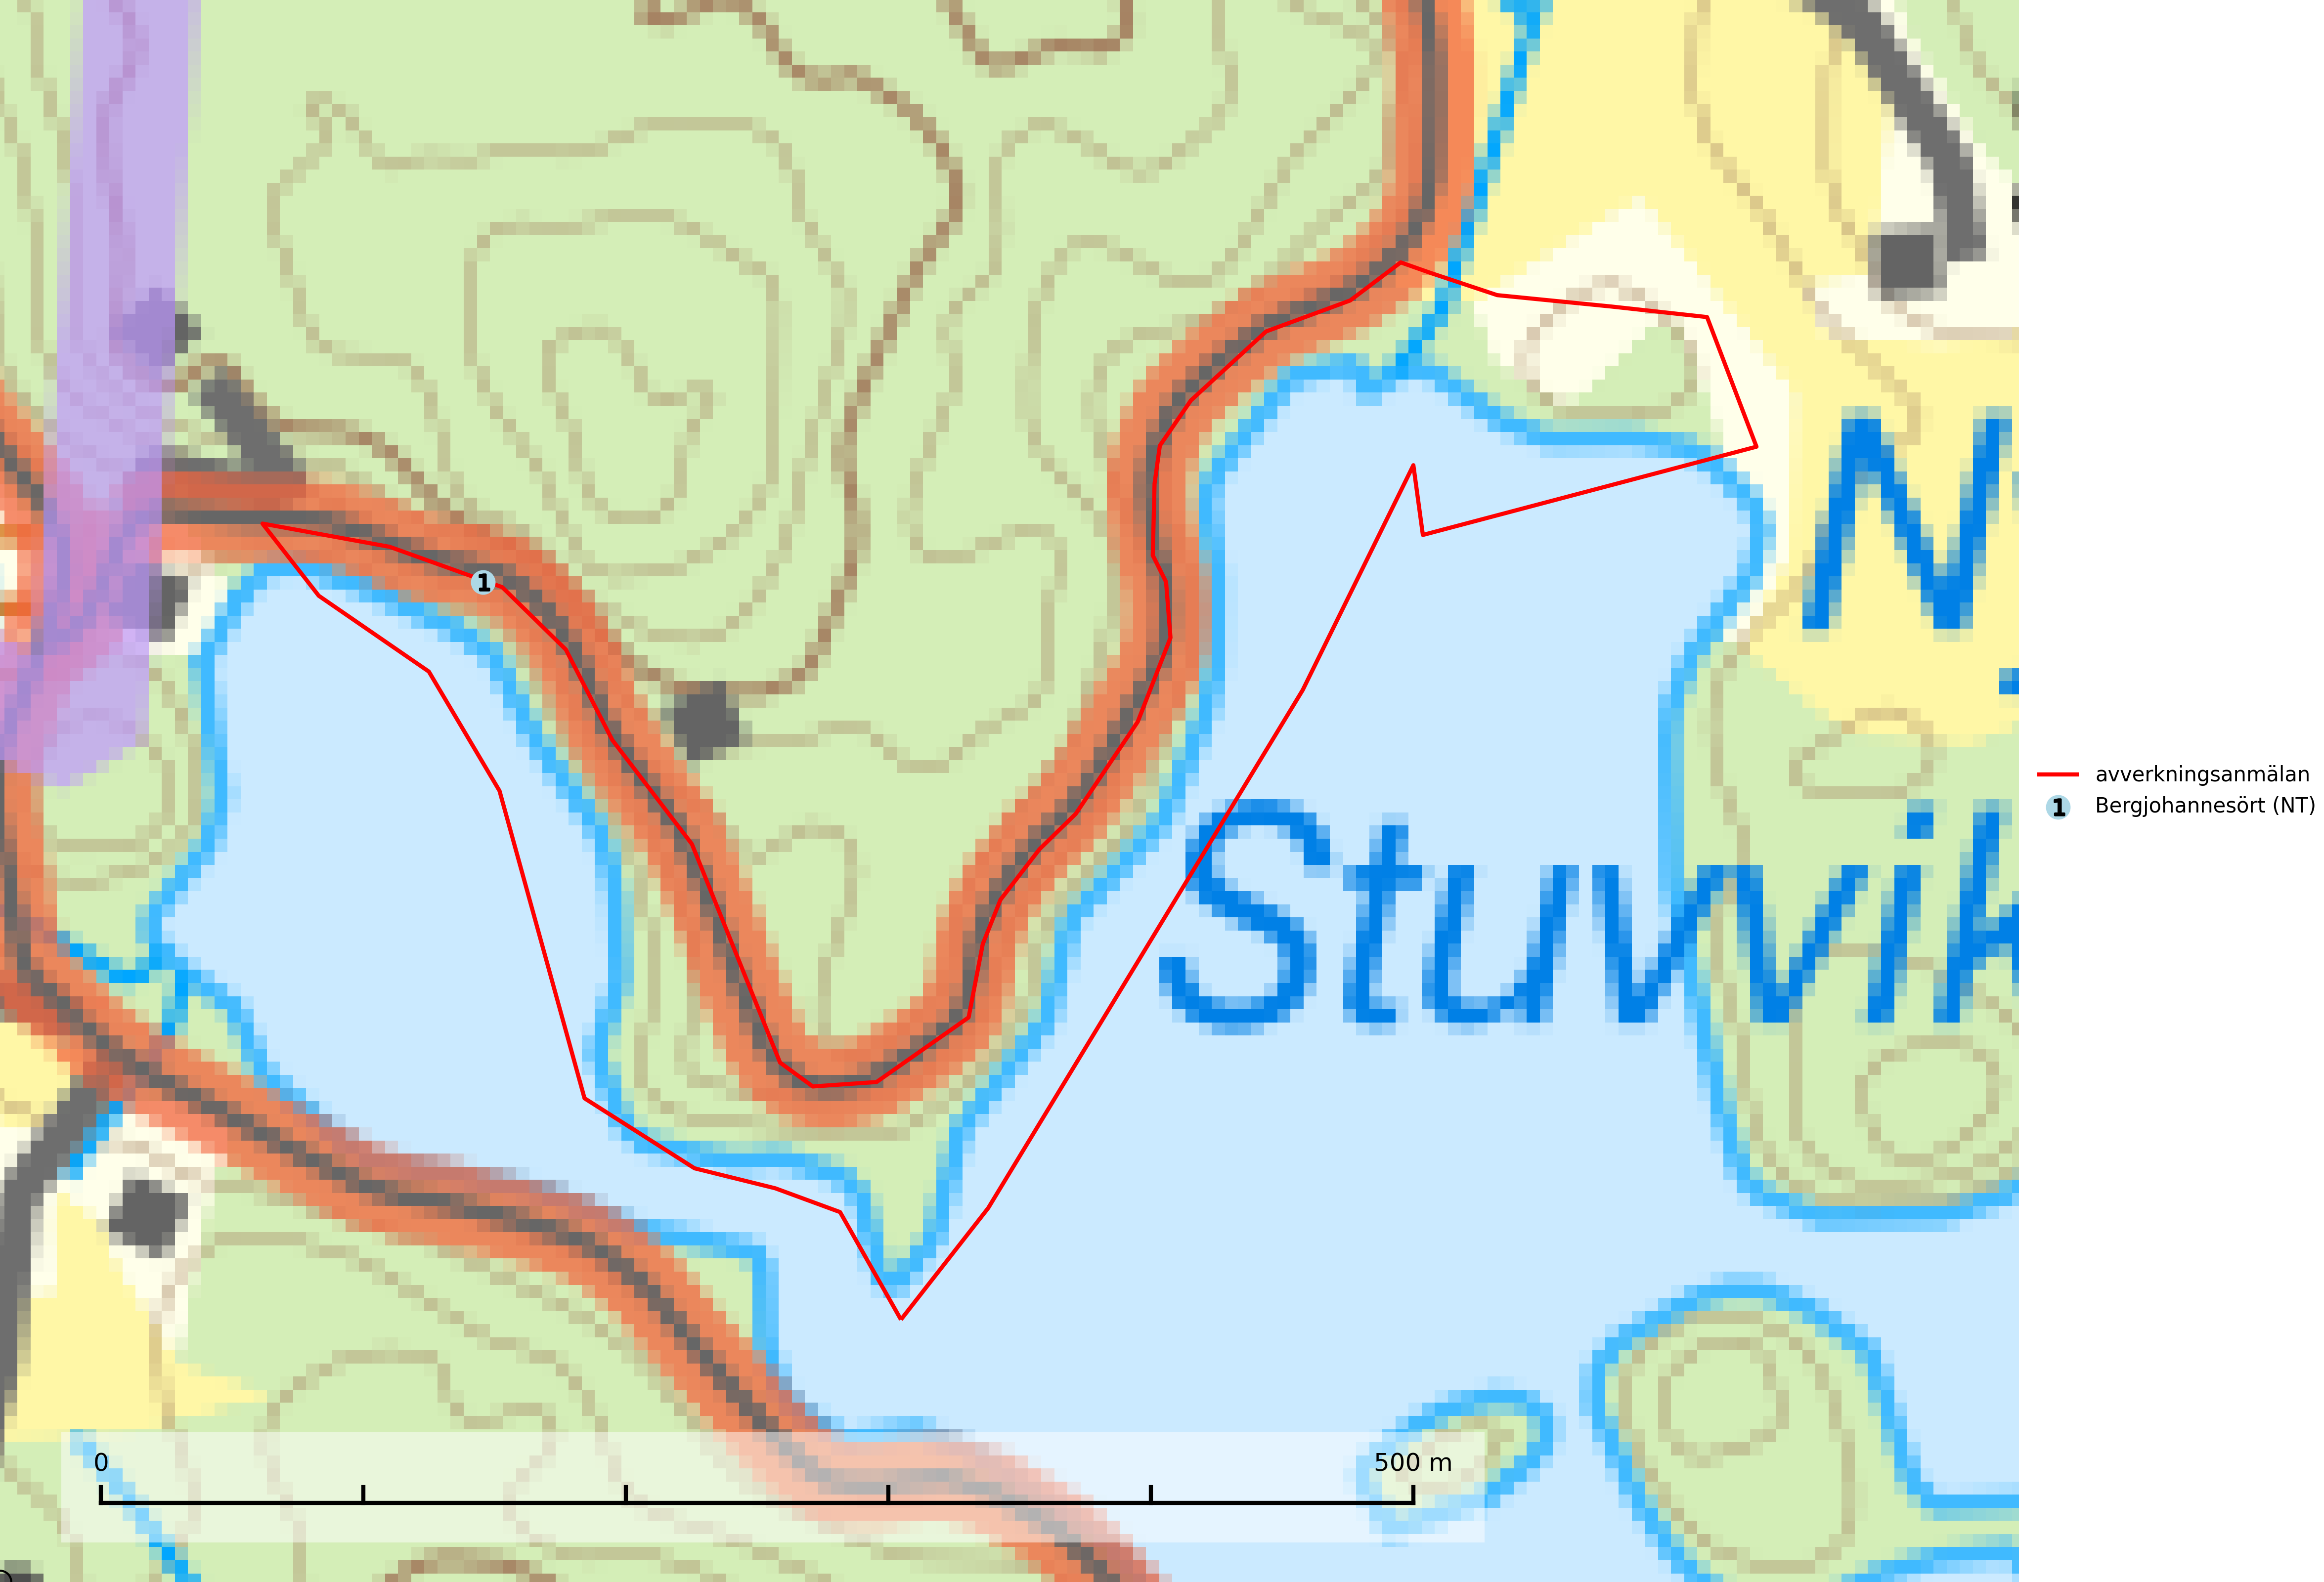 1
N
Stuvvik
0
500 m
avverkningsanmälan
1 Bergjohannesört (NT)